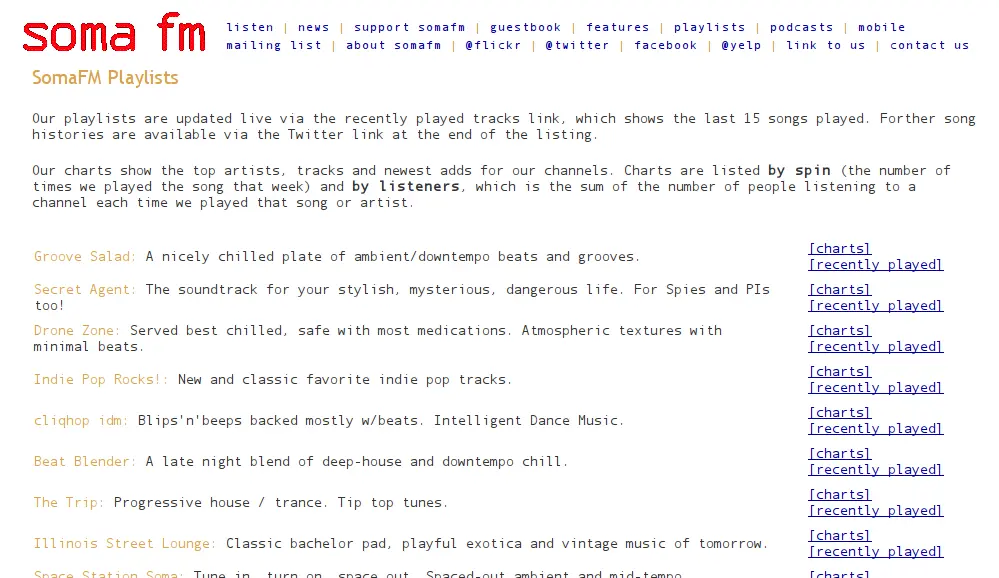 soma fm
listen | news | support somafm | guestbook | features | playlists | podcasts | mobile
mailing list | about somafm | @flickr | @twitter | facebook | @yelp | link to us | contact us
SomaFM Playlists
Our playlists are updated live via the recently played tracks link, which shows the last 15 songs played. Forther song
histories are available via the Twitter link at the end of the listing.
Our charts show the top artists, tracks and newest adds for our channels. Charts are listed by spin (the number of
times we played the song that week) and by listeners, which is the sum of the number of people listening to a
channel each time we played that song or artist.
Groove Salad: A nicely chilled plate of ambient/downtempo beats and grooves.
[charts]
[recently played]
Secret Agent: The soundtrack for your stylish, mysterious, dangerous life. For Spies and PIs
too!
[charts]
[recently played]
Drone Zone: Served best chilled, safe with most medications. Atmospheric textures with
minimal beats.
[charts]
[recently played]
Indie Pop Rocks!: New and classic favorite indie pop tracks.
[charts]
[recently played]
cliqhop idm: Blips'n'beeps backed mostly w/beats. Intelligent Dance Music.
[charts]
[recently played]
Beat Blender: A late night blend of deep-house and downtempo chill.
[charts]
[recently played]
The Trip: Progressive house / trance. Tip top tunes.
[charts]
[recently played]
Illinois Street Lounge: Classic bachelor pad, playful exotica and vintage music of tomorrow.
[charts]
[recently played]
Space Station Soma: Tune in, turn on, space out. Spaced-out ambient and mid-tempo
[charts]